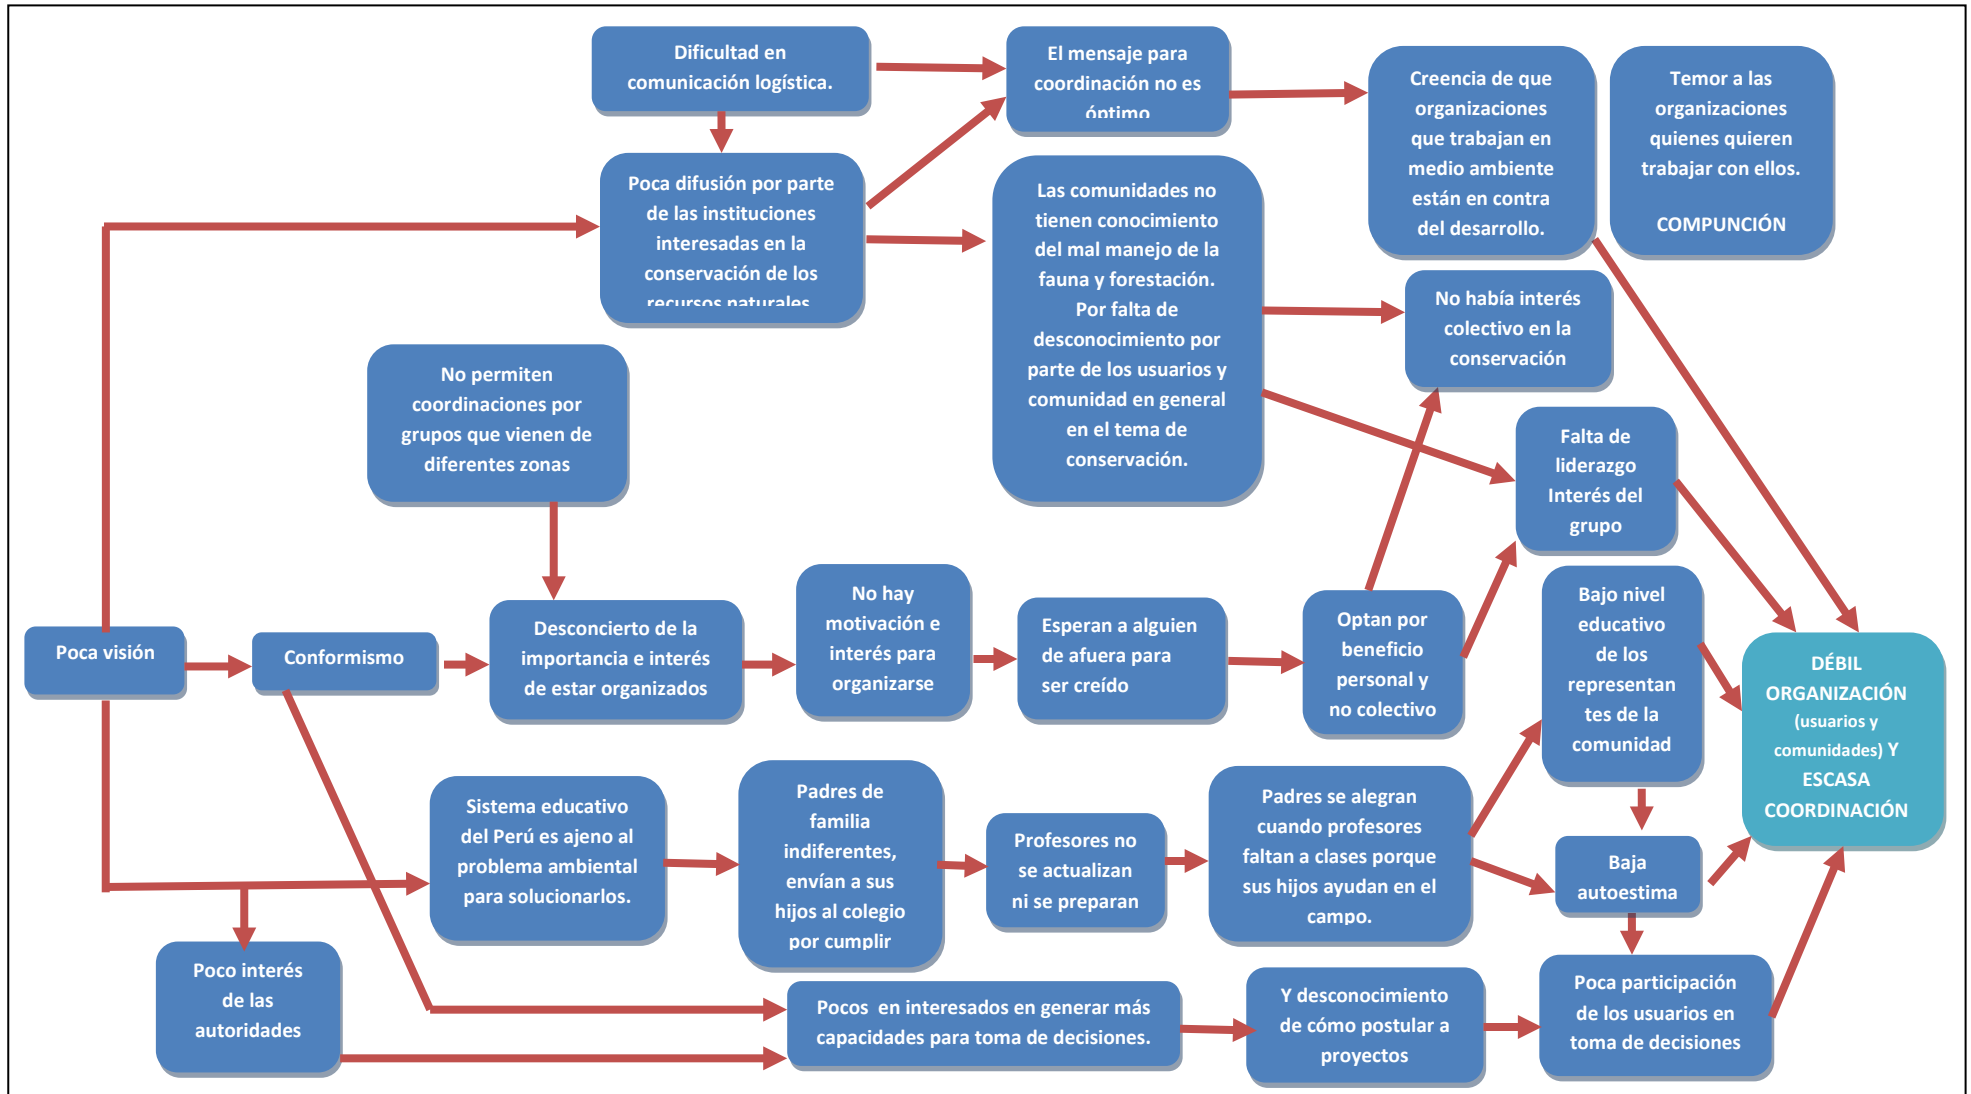 Dificultad en
comunicación logística.
El mensaje para
coordinación no es
óptimo
Creencia de que
organizaciones
que trabajan en
medio ambiente
están en contra
del desarrollo.
Temor a las
organizaciones
quienes quieren
trabajar con ellos.
COMPUNCIÓN
Poca difusión por parte
de las instituciones
interesadas en la
conservación de los
recursos naturales
Las comunidades no
tienen conocimiento
del mal manejo de la
fauna y forestación.
Por falta de
desconocimiento por
parte de los usuarios y
comunidad en general
en el tema de
conservación.
No había interés
colectivo en la
conservación
No permiten
coordinaciones por
grupos que vienen de
diferentes zonas
Falta de
liderazgo
Interés del
grupo
Poca visión
Conformismo
Desconcierto de la
importancia e interés
de estar organizados
No hay
motivación e
interés para
organizarse
Esperan a alguien
de afuera para
ser creído
Optan por
beneficio
personal y
no colectivo
Bajo nivel
educativo
de los
representan
tes de la
comunidad
DÉBIL
ORGANIZACIÓN
(usuarios y
comunidades) Y
ESCASA
COORDINACIÓN
Sistema educativo
del Perú es ajeno al
problema ambiental
para solucionarlos.
Padres de
familia
indiferentes,
envían a sus
hijos al colegio
por cumplir
Profesores no
se actualizan
ni se preparan
Padres se alegran
cuando profesores
faltan a clases porque
sus hijos ayudan en el
campo.
Baja
autoestima
Poco interés
de las
autoridades
Pocos  en interesados en generar más
capacidades para toma de decisiones.
Y desconocimiento
de cómo postular a
proyectos
Poca participación
de los usuarios en
toma de decisiones